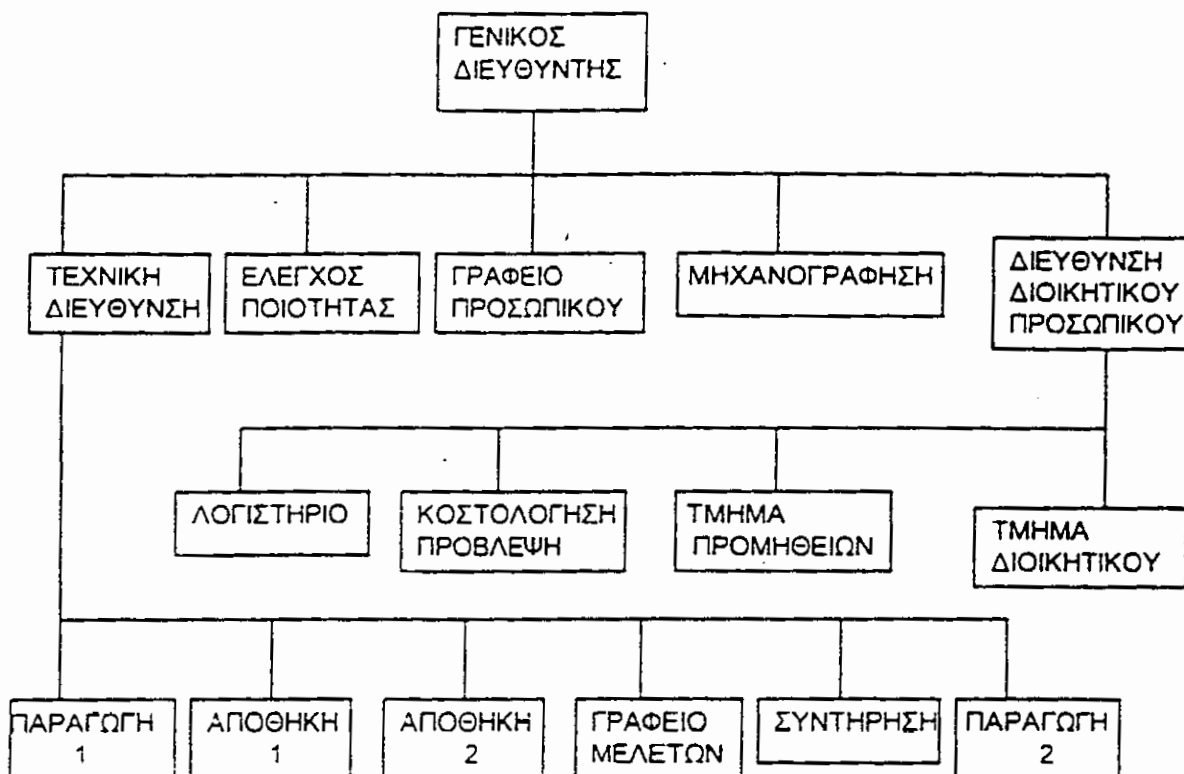 ΓΕΝΙΚΟΣ
ΔΙΕΥΘΥΝΤΗΣ
ΤΕΧΝΙΚΗ
ΔΙΕΥΘΥΝΣΗ
ΕΛΕΓΧΟΣ
ΠΟΙΟΤΗΤΑΣ
ΓΡΑΦΕΙΟ
ΠΡΟΣΩΠΙΚΟΥ
ΜΗΧΑΝΟΓΡΑΦΗΣΗ
ΔΙΕΥΘΥΝΣΗ
ΔΙΟΙΚΗΤΙΚΟΥ
ΠΡΟΣΩΠΙΚΟΥ
ΛΟΓΙΣΤΗΡΙΟ
ΚΟΣΤΟΛΟΓΗΣΗ
ΠΡΟΒΛΕΨΗ
ΤΜΗΜΑ
ΠΡΟΜΗΘΕΙΩΝ
ΤΜΗΜΑ
ΔΙΟΙΚΗΤΙΚΟΥ
ΠΑΡΑΓΩΓΗ
1
ΑΠΟΘΗΚΗ
1
ΑΠΟΘΗΚΗ
2
ΓΡΑΦΕΙΟ
ΜΕΛΕΤΩΝ
ΣΥΝΤΗΡΗΣΗ
ΠΑΡΑΓΩΓΗ
2